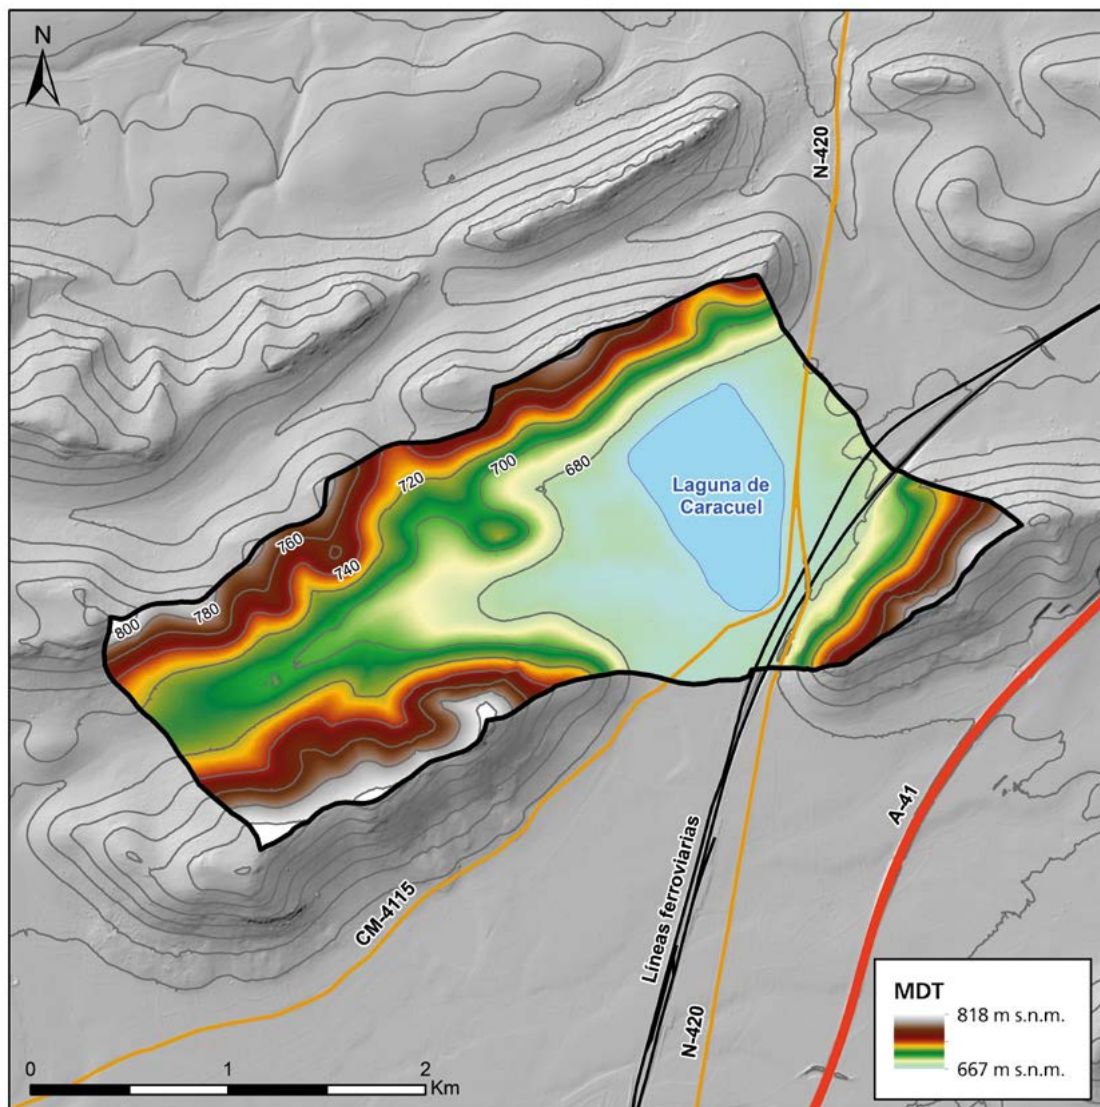 N
N-420
680
700
720
740
760
780
800
Laguna de
Caracuel
A-41
CM-4115
Líneas ferroviarias
N-420
MDT
818 m s.n.m.
667 m s.n.m.
0 1 2
Km